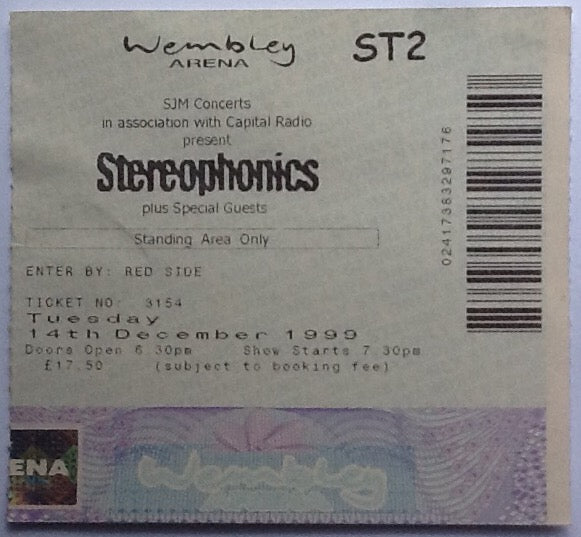 Wembley
ARENA
ST2
SJM Concerts
in association with Capital Radio
present
Stereophonics
plus Special Guests
Standing Area Only
ENTER BY: RED SIDE
TICKET NO: 3154
Tuesday
14th December 1999
Doors Open 6.30pm Show Starts 7.30pm
£17.50 (subject to booking fee)
024173683297176
ENA
Wembley